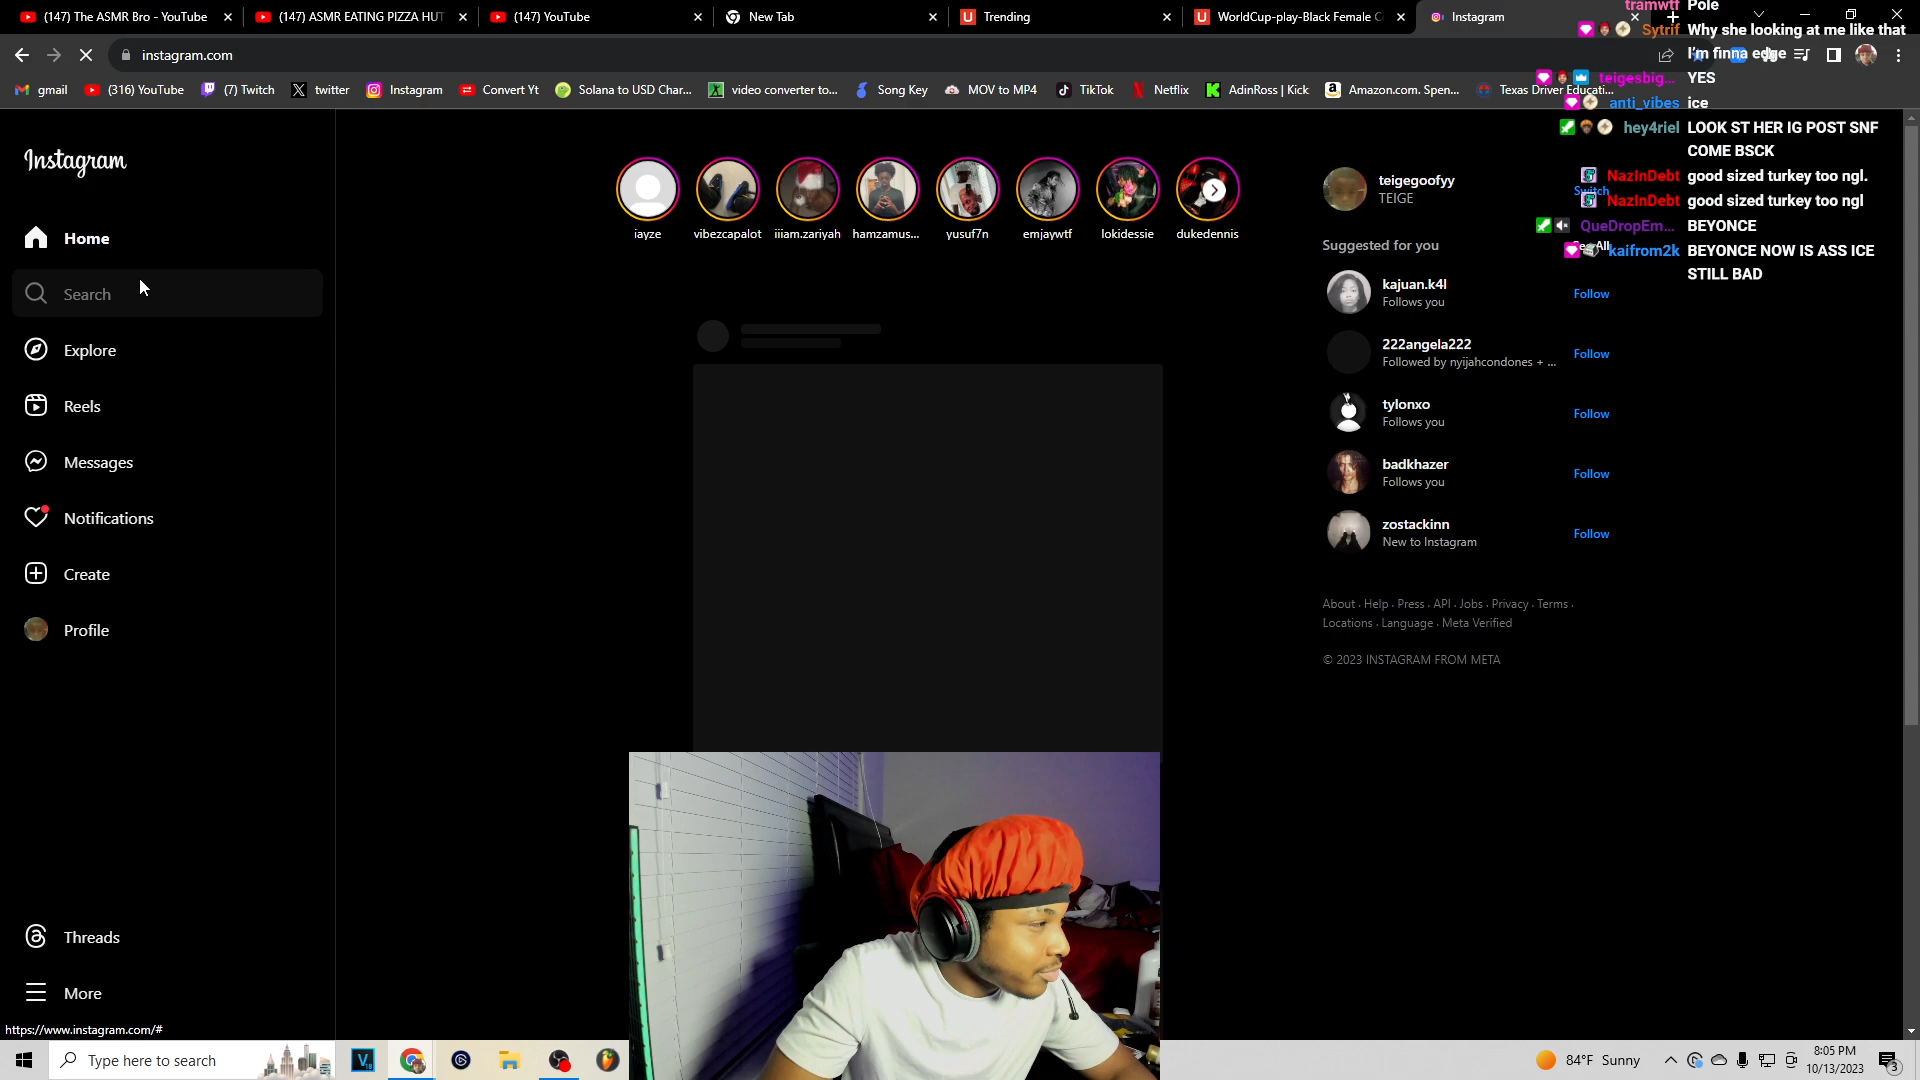 (147) The ASMR Bro - YouTube
(147) ASMR EATING PIZZA HUT
(147) YouTube
New Tab
Trending
WorldCup-play-Black Female C
Instagram
instagram.com
gmail
(316) YouTube
(7) Twitch
twitter
Instagram
Convert Yt
Solana to USD Char...
video converter to...
Song Key
MOV to MP4
TikTok
Netflix
AdinRoss | Kick
Amazon.com. Spen...
Texas Driver Educati...
tramwtf Pole
Sytrif Why she looking at me like that
I'm finna edge
teigesbig... YES
anti_vibes ice
hey4riel LOOK ST HER IG POST SNF
COME BSCK
NazInDebt good sized turkey too ngl.
NazInDebt good sized turkey too ngl
QueDropEm... BEYONCE
kaifrom2k BEYONCE NOW IS ASS ICE
STILL BAD
Instagram
Home
Search
Explore
Reels
Messages
Notifications
Create
Profile
Threads
More
https://www.instagram.com/#
iayze
vibezcapalot
iiiam.zariyah
hamzamus...
yusuf7n
emjaywtf
lokidessie
dukedennis
teigegoofyy
TEIGE
Switch
Suggested for you
See All
kajuan.k4l
Follows you
Follow
222angela222
Followed by nyijahcondones + ...
Follow
tylonxo
Follows you
Follow
badkhazer
Follows you
Follow
zostackinn
New to Instagram
Follow
About · Help · Press · API · Jobs · Privacy · Terms ·
Locations · Language · Meta Verified
© 2023 INSTAGRAM FROM META
Type here to search
84°F Sunny
8:05 PM
10/13/2023
3